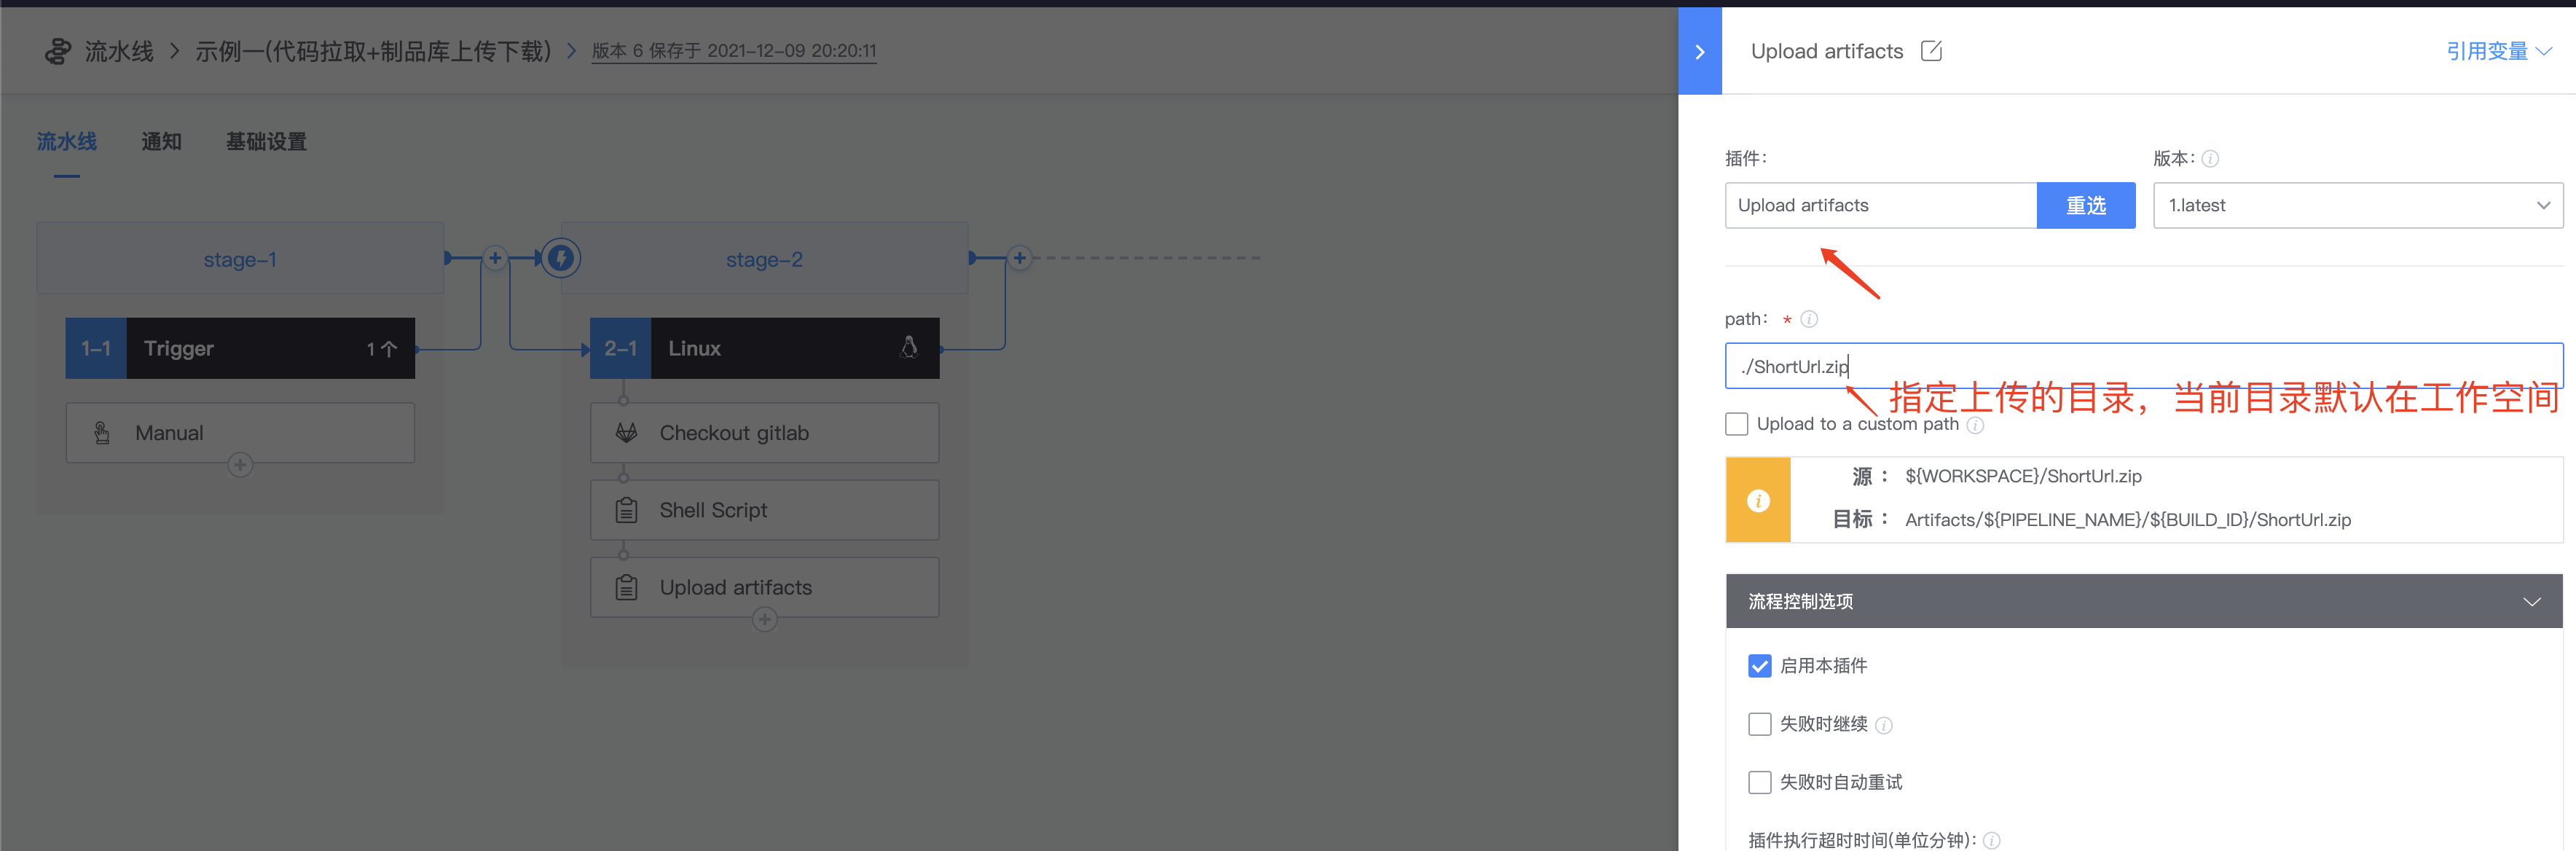 流水线 > 示例一(代码拉取+制品库上传下载) > 版本 6 保存于 2021-12-09 20:20:11
流水线 通知 基础设置
stage-1
1-1 Trigger 1个
Manual
stage-2
2-1 Linux
Checkout gitlab
Shell Script
Upload artifacts
Upload artifacts
引用变量
插件:
版本:
Upload artifacts 重选
1.latest
path: *
./ShortUrl.zip
指定上传的目录，当前目录默认在工作空间
Upload to a custom path
源 : ${WORKSPACE}/ShortUrl.zip
目标 : Artifacts/${PIPELINE_NAME}/${BUILD_ID}/ShortUrl.zip
流程控制选项
启用本插件
失败时继续
失败时自动重试
插件执行超时时间(单位分钟):